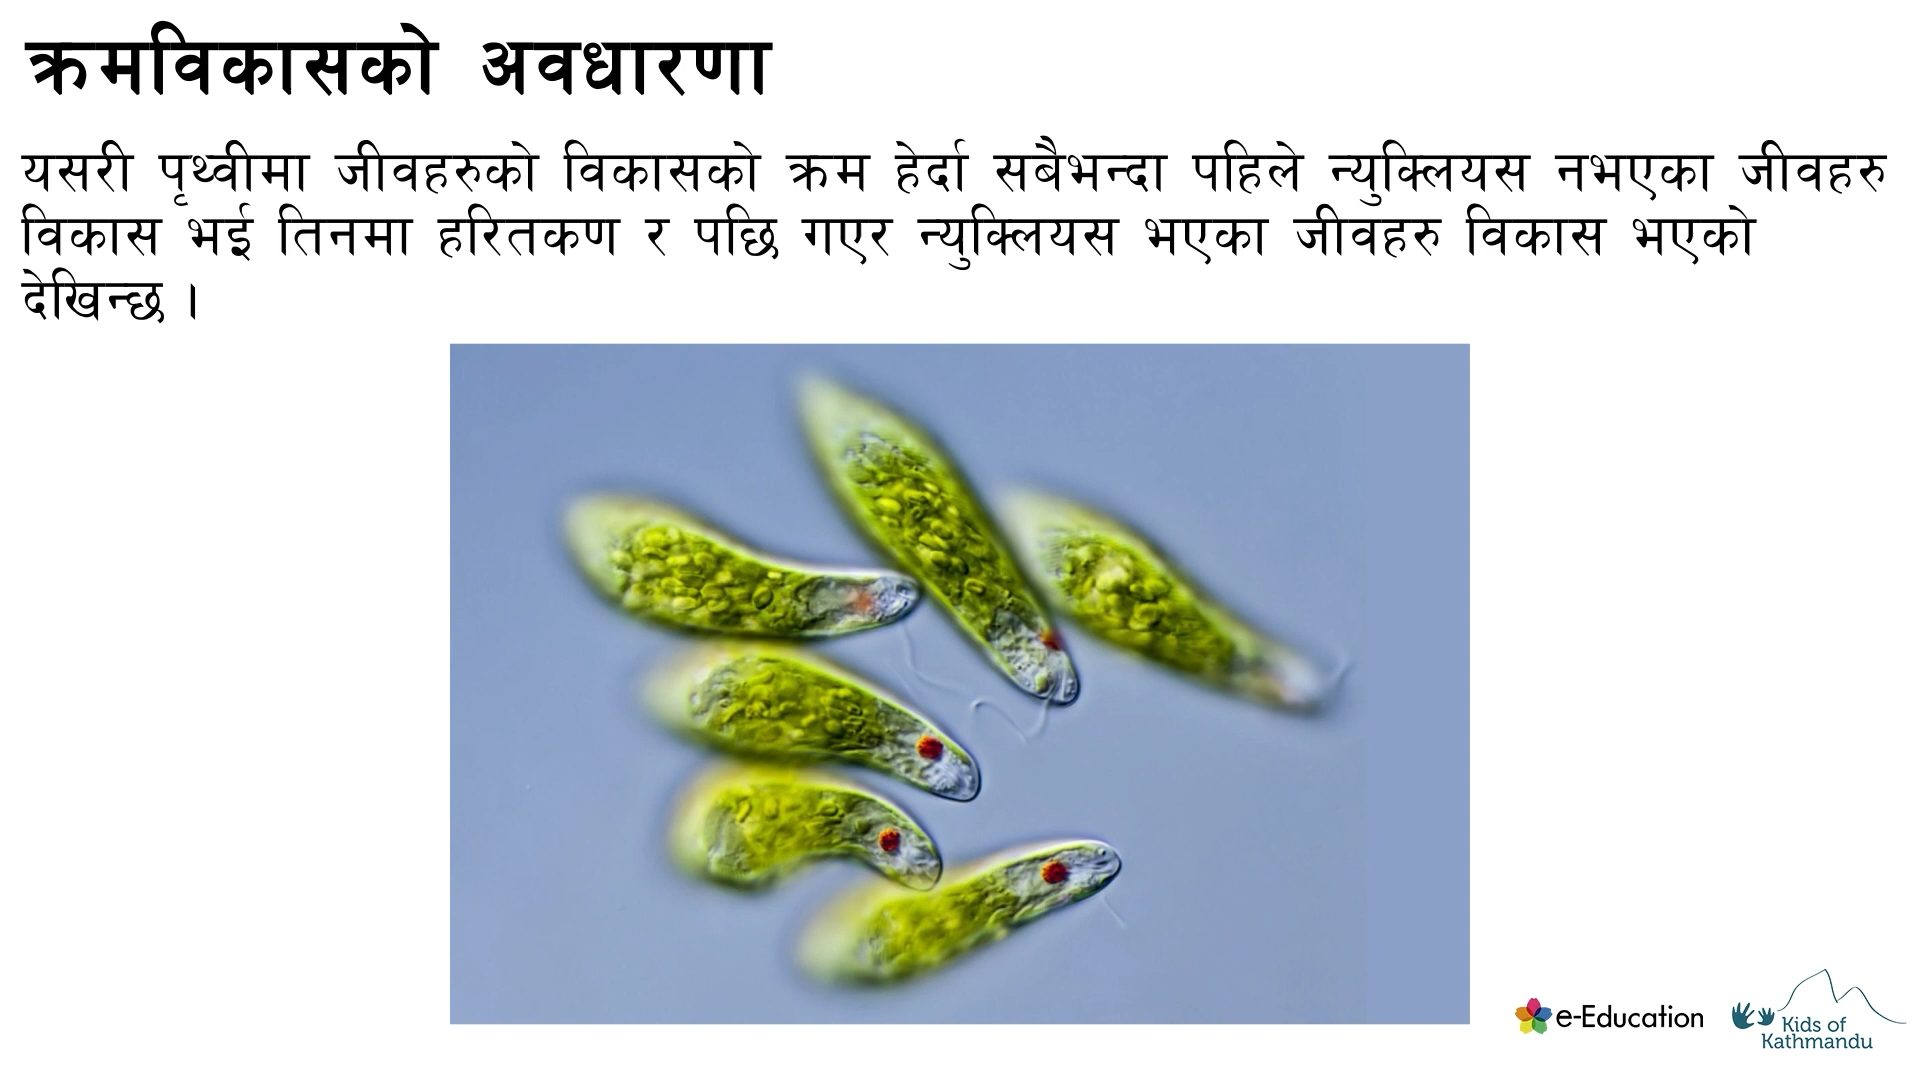 क्रमविकासको अवधारणा
यसरी पृथ्वीमा जीवहरुको विकासको क्रम हेर्दा सबैभन्दा पहिले न्युक्लियस नभएका जीवहरु
विकास भई तिनमा हरितकण र पछि गएर न्युक्लियस भएका जीवहरु विकास भएको
देखिन्छ ।
e-Education
Kids of
Kathmandu